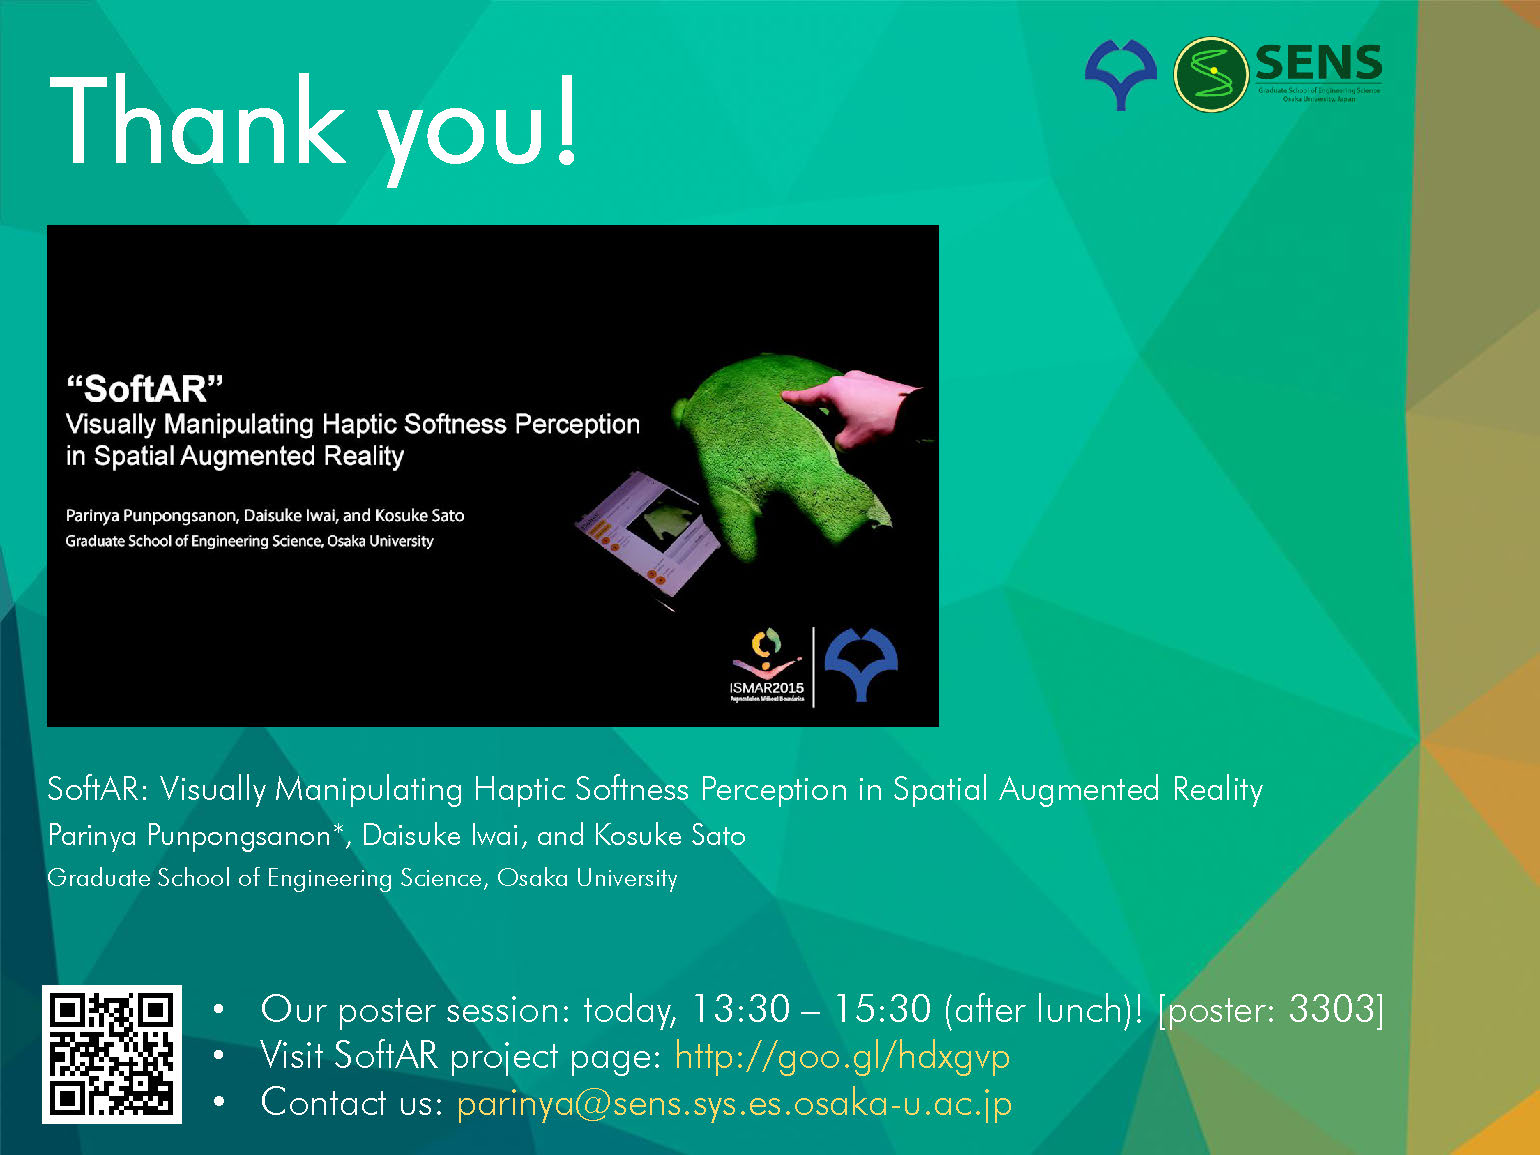 Thank you!
SENS
Graduate School of Engineering Science
Osaka University, Japan
“SoftAR”
Visually Manipulating Haptic Softness Perception
in Spatial Augmented Reality
Parinya Punpongsanon, Daisuke Iwai, and Kosuke Sato
Graduate School of Engineering Science, Osaka University
ISMAR2015
Augmentation Without Boundaries
SoftAR: Visually Manipulating Haptic Softness Perception in Spatial Augmented Reality
Parinya Punpongsanon*, Daisuke Iwai, and Kosuke Sato
Graduate School of Engineering Science, Osaka University
• Our poster session: today, 13:30 – 15:30 (after lunch)! [poster: 3303]
• Visit SoftAR project page: http://goo.gl/hdxgvp
• Contact us: parinya@sens.sys.es.osaka-u.ac.jp